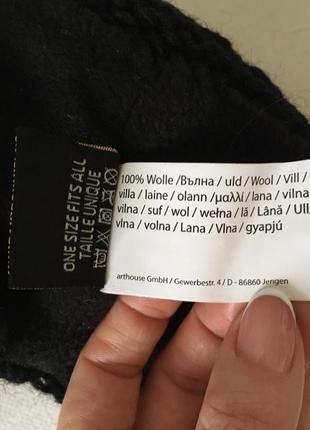 ONE SIZE FITS ALL
TAILLE UNIQUE
100% Wolle /Вълна / uld / Wool / Vill /
villa / laine / olann / μαλλί / lana / vilna
vilna / suf / wol / wełna / lã / Lână / Ull
vlna / volna / Lana / Vlna / gyapjú
arthouse GmbH / Gewerbestr. 4 / D - 86860 Jengen